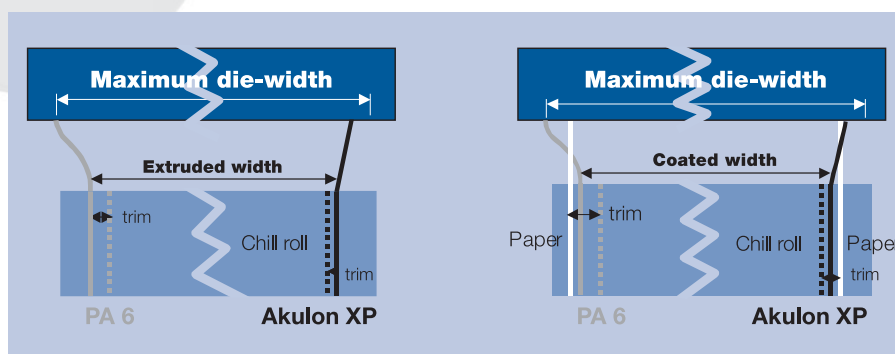 Maximum die-width
Extruded width
trim
Chill roll
trim
PA 6
Akulon XP
Maximum die-width
Coated width
trim
Paper
Chill roll
Pape
trim
PA 6
Akulon XP